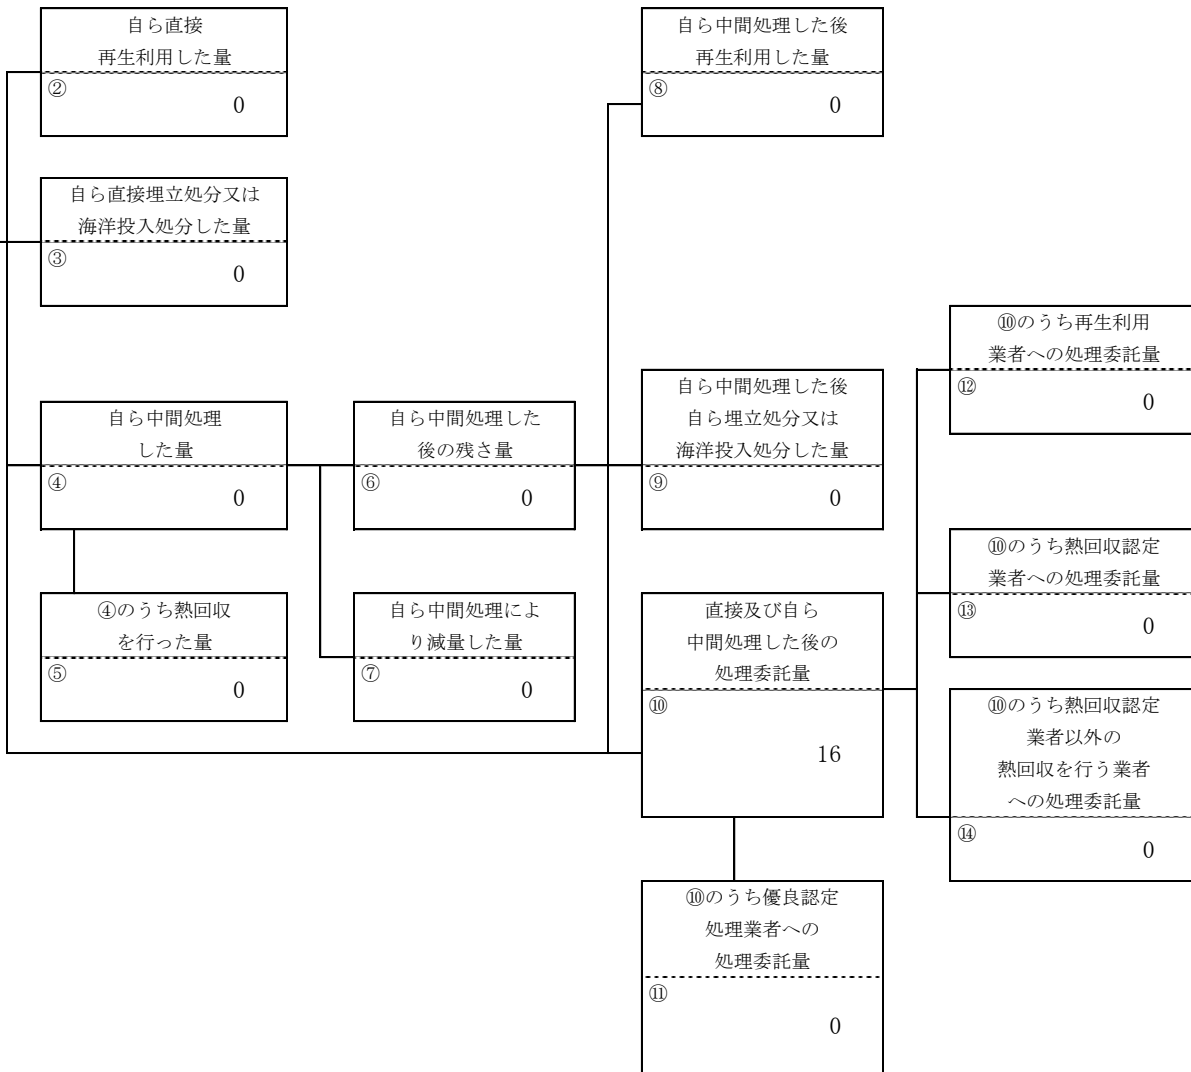 自ら直接
再生利用した量
②
0
自ら中間処理した後
再生利用した量
⑧
0
自ら直接埋立処分又は
海洋投入処分した量
③
0
⑩のうち再生利用
業者への処理委託量
⑫
0
自ら中間処理
した量
④
0
自ら中間処理した
後の残さ量
⑥
0
自ら中間処理した後
自ら埋立処分又は
海洋投入処分した量
⑨
0
⑩のうち熱回収認定
業者への処理委託量
⑬
0
④のうち熱回収
を行った量
⑤
0
自ら中間処理によ
り減量した量
⑦
0
直接及び自ら
中間処理した後の
処理委託量
⑩
16
⑩のうち熱回収認定
業者以外の
熱回収を行う業者
への処理委託量
⑭
0
⑩のうち優良認定
処理業者への
処理委託量
⑪
0